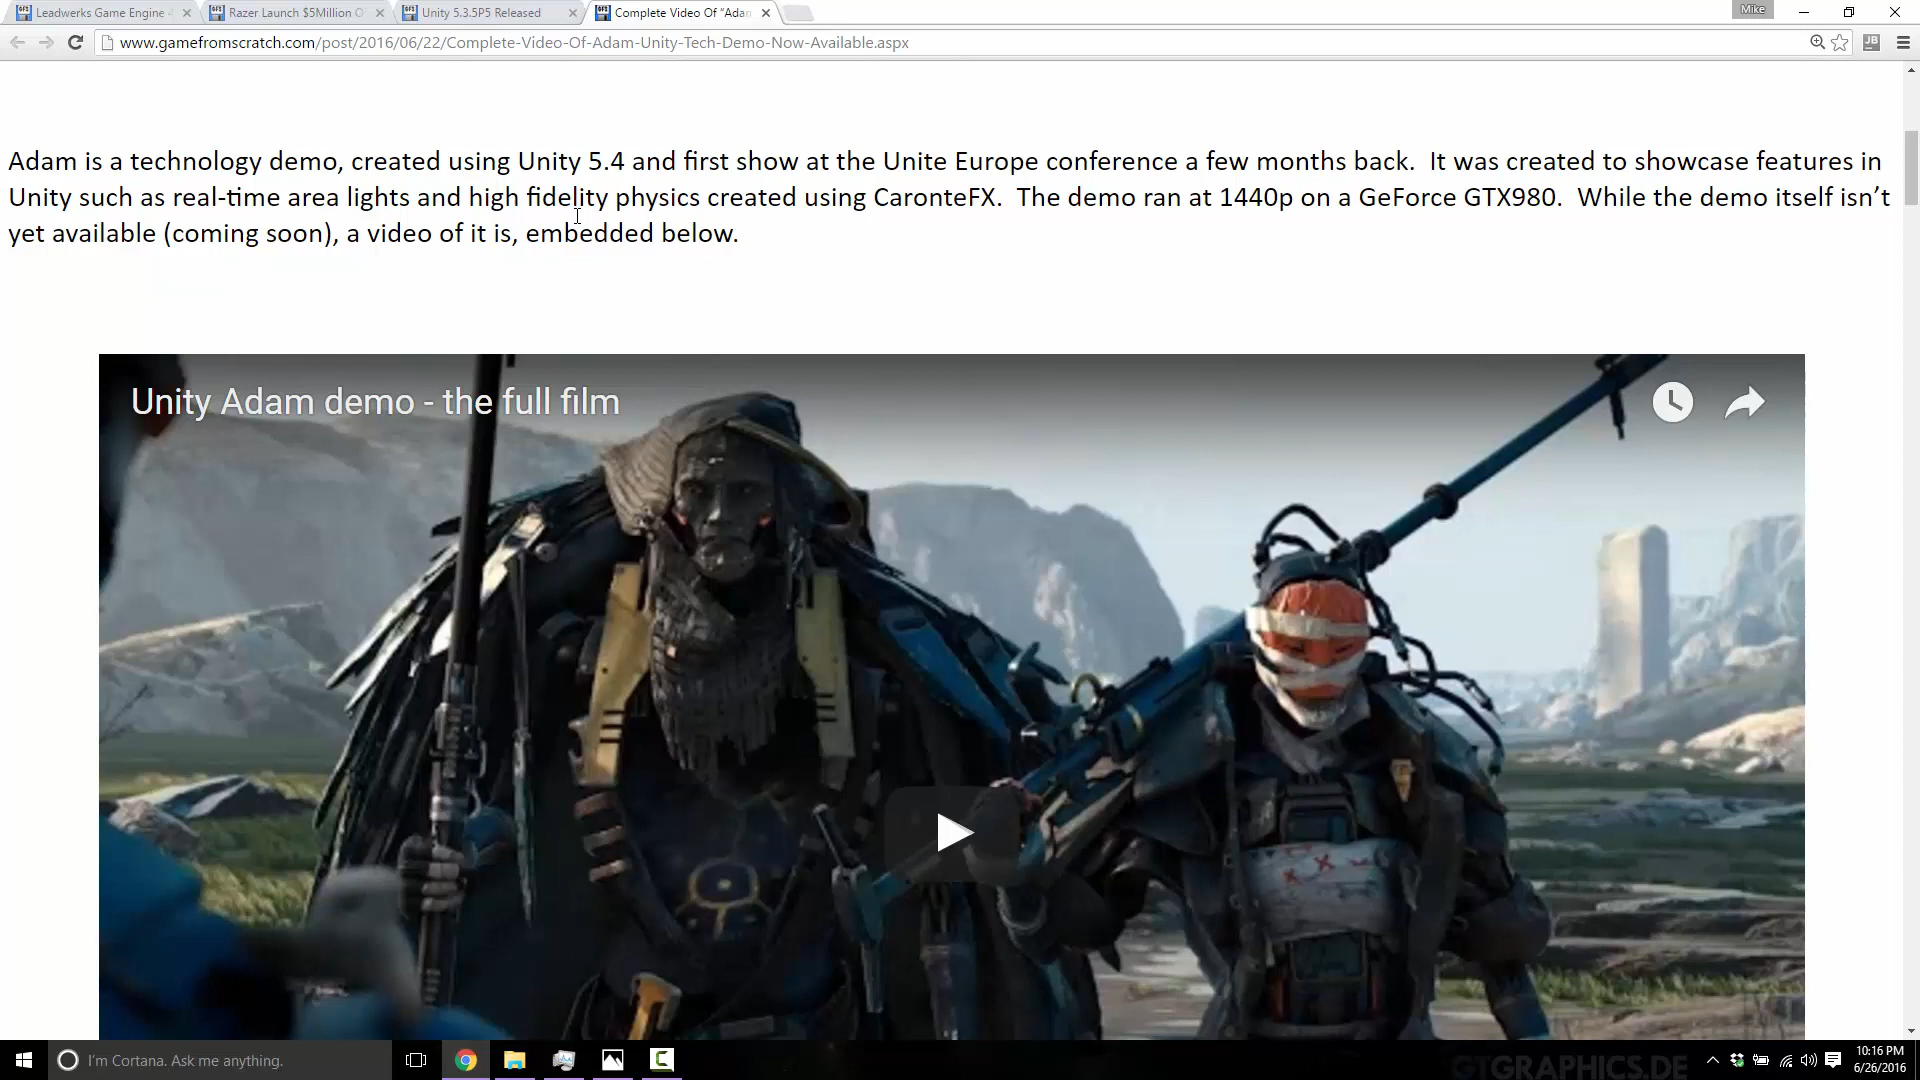 Leadwerks Game Engine
Razer Launch $5Million O
Unity 5.3.5P5 Released
Complete Video Of "Adam
Mike
www.gamefromscratch.com/post/2016/06/22/Complete-Video-Of-Adam-Unity-Tech-Demo-Now-Available.aspx
JB
Adam is a technology demo, created using Unity 5.4 and first show at the Unite Europe conference a few months back.  It was created to showcase features in
Unity such as real-time area lights and high fidelity physics created using CaronteFX.  The demo ran at 1440p on a GeForce GTX980.  While the demo itself isn't
yet available (coming soon), a video of it is, embedded below.
Unity Adam demo - the full film
I'm Cortana. Ask me anything.
GTGRAPHICS.DE
10:16 PM
6/26/2016